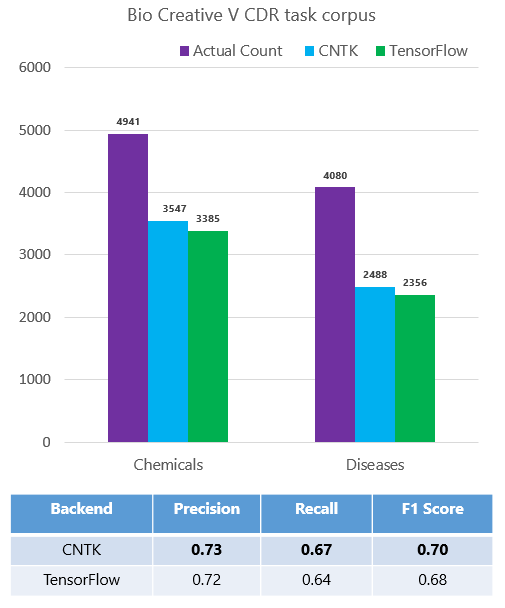 Bio Creative V CDR task corpus
Actual Count CNTK TensorFlow
6000
5000
4000
3000
2000
1000
0
4941
3547
3385
4080
2488
2356
Chemicals Diseases
Backend Precision Recall F1 Score
CNTK 0.73 0.67 0.70
TensorFlow 0.72 0.64 0.68